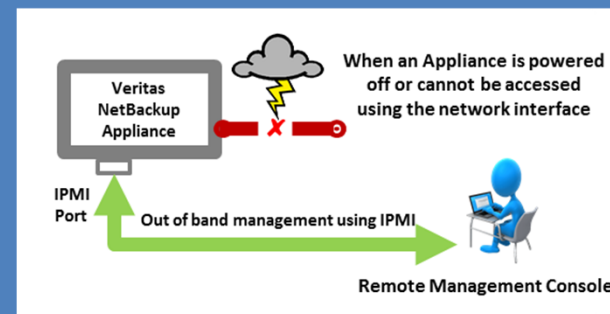 Veritas
NetBackup
Appliance
When an Appliance is powered
off or cannot be accessed
using the network interface
IPMI
Port
Out of band management using IPMI
Remote Management Console